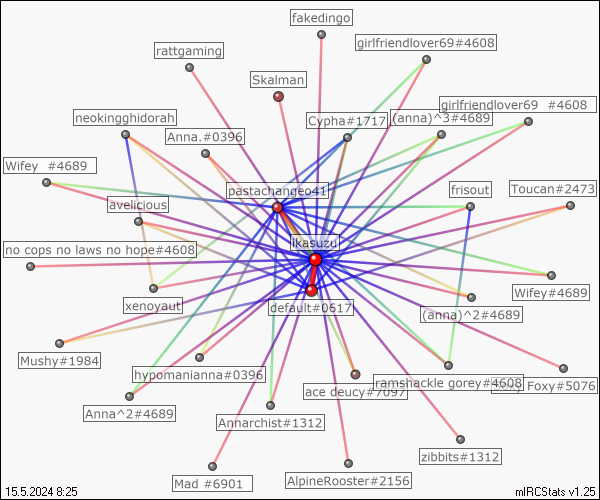 fakedingo
girlfriendlover69#4608
rattgaming
Skalman
girlfriendlover69 #4608
neokingghidorah
Cypha#1717
(anna)^3#4689
Anna.#0396
Wifey #4689
pastachangeo41
frisout
Toucan#2473
avelicious
ikasuzu
no cops no laws no hope#4608
xenoyaut
default#0617
Wifey#4689
(anna)^2#4689
Mushy#1984
hypomanianna#0396
ace deucy#7097
ramshackle gorey#4608
Foxy#5076
Anna^2#4689
Annarchist#1312
zibbits#1312
Mad #6901
AlpineRooster#2156
15.5.2024 8:25
mIRCStats v1.25